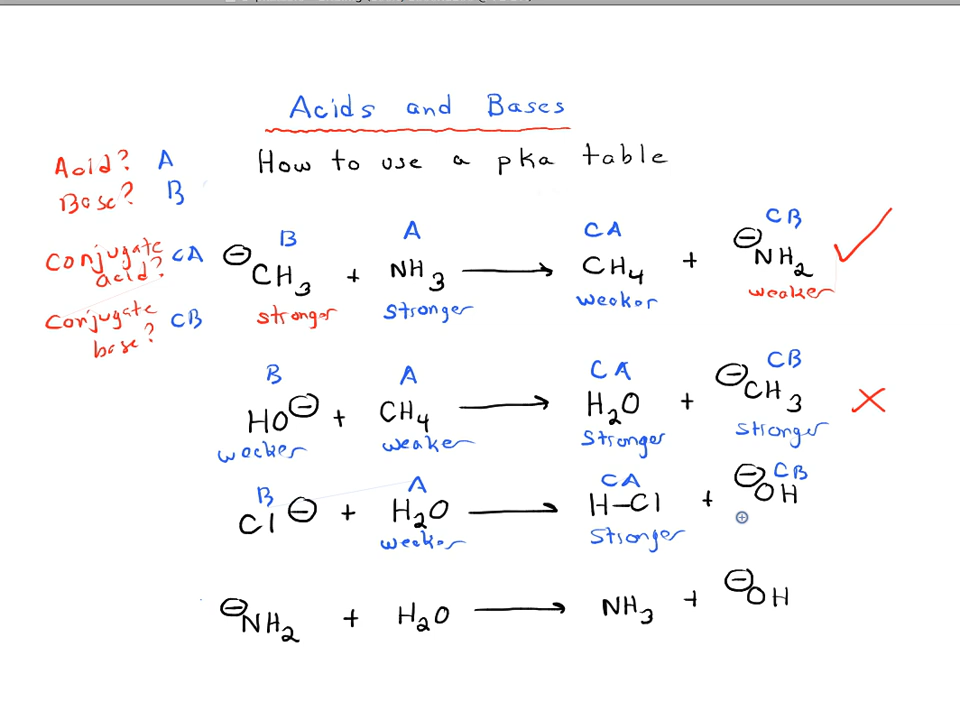 Acids and Bases
How to use a pka table
Acid? A
Base? B
Conjugate acid? CA
Conjugate base? CB
B A CA CB
⊖CH3 + NH3 → CH4 + ⊖NH2 ✓
stronger stronger weaker weaker
B A CA CB
HO⊖ + CH4 → H2O + ⊖CH3 ✗
weaker weaker stronger stronger
B A CA CB
Cl⊖ + H2O → H-Cl + ⊖OH
weaker stronger
⊖NH2 + H2O → NH3 + ⊖OH